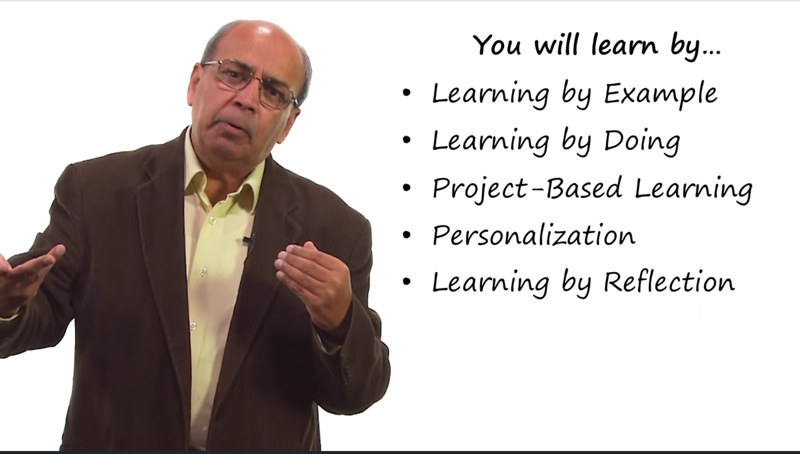 You will learn by...
• Learning by Example
• Learning by Doing
• Project-Based Learning
• Personalization
• Learning by Reflection